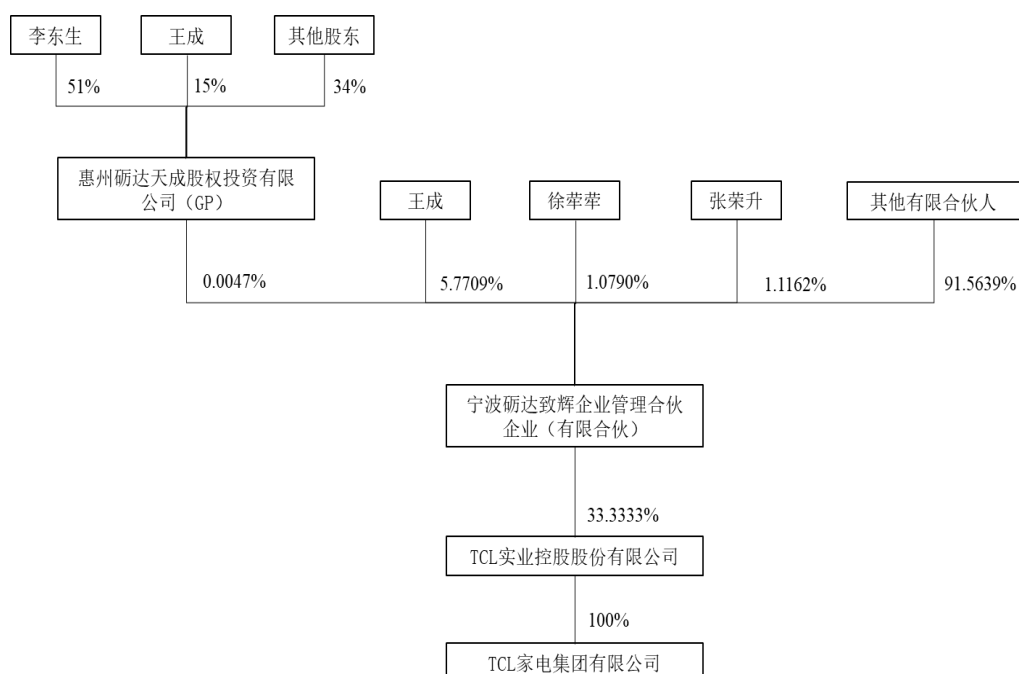 李东生
王成
其他股东
51%
15%
34%
惠州砺达天成股权投资有限
公司（GP）
王成
徐荦荦
张荣升
其他有限合伙人
0.0047%
5.7709%
1.0790%
1.1162%
91.5639%
宁波砺达致辉企业管理合伙
企业（有限合伙）
33.3333%
TCL实业控股股份有限公司
100%
TCL家电集团有限公司